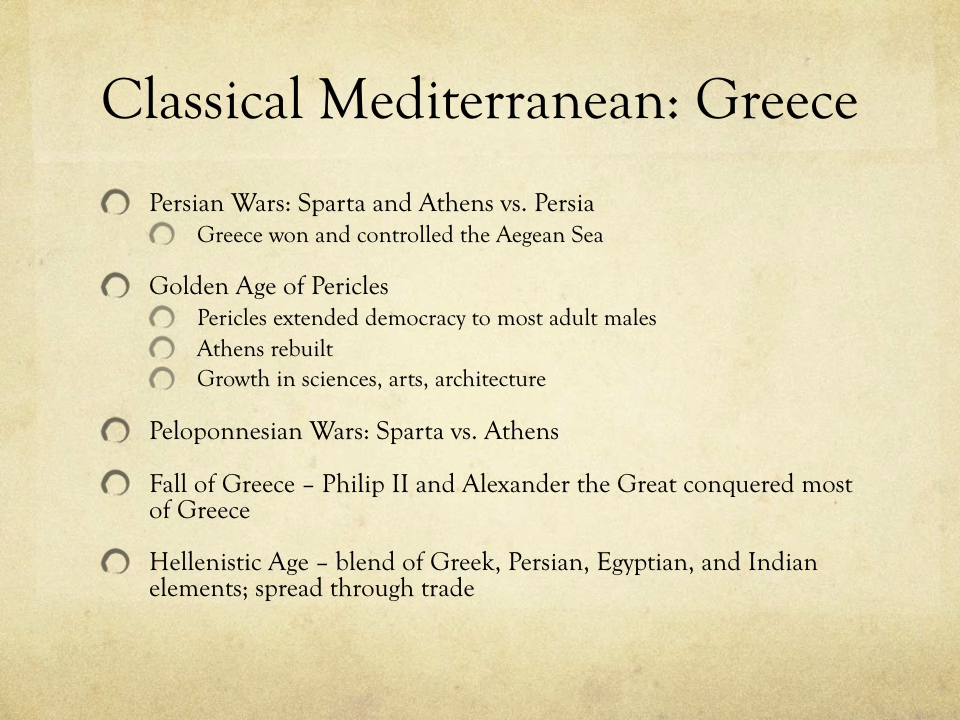 Classical Mediterranean: Greece
Persian Wars: Sparta and Athens vs. Persia
Greece won and controlled the Aegean Sea
Golden Age of Pericles
Pericles extended democracy to most adult males
Athens rebuilt
Growth in sciences, arts, architecture
Peloponnesian Wars: Sparta vs. Athens
Fall of Greece – Philip II and Alexander the Great conquered most
of Greece
Hellenistic Age – blend of Greek, Persian, Egyptian, and Indian
elements; spread through trade